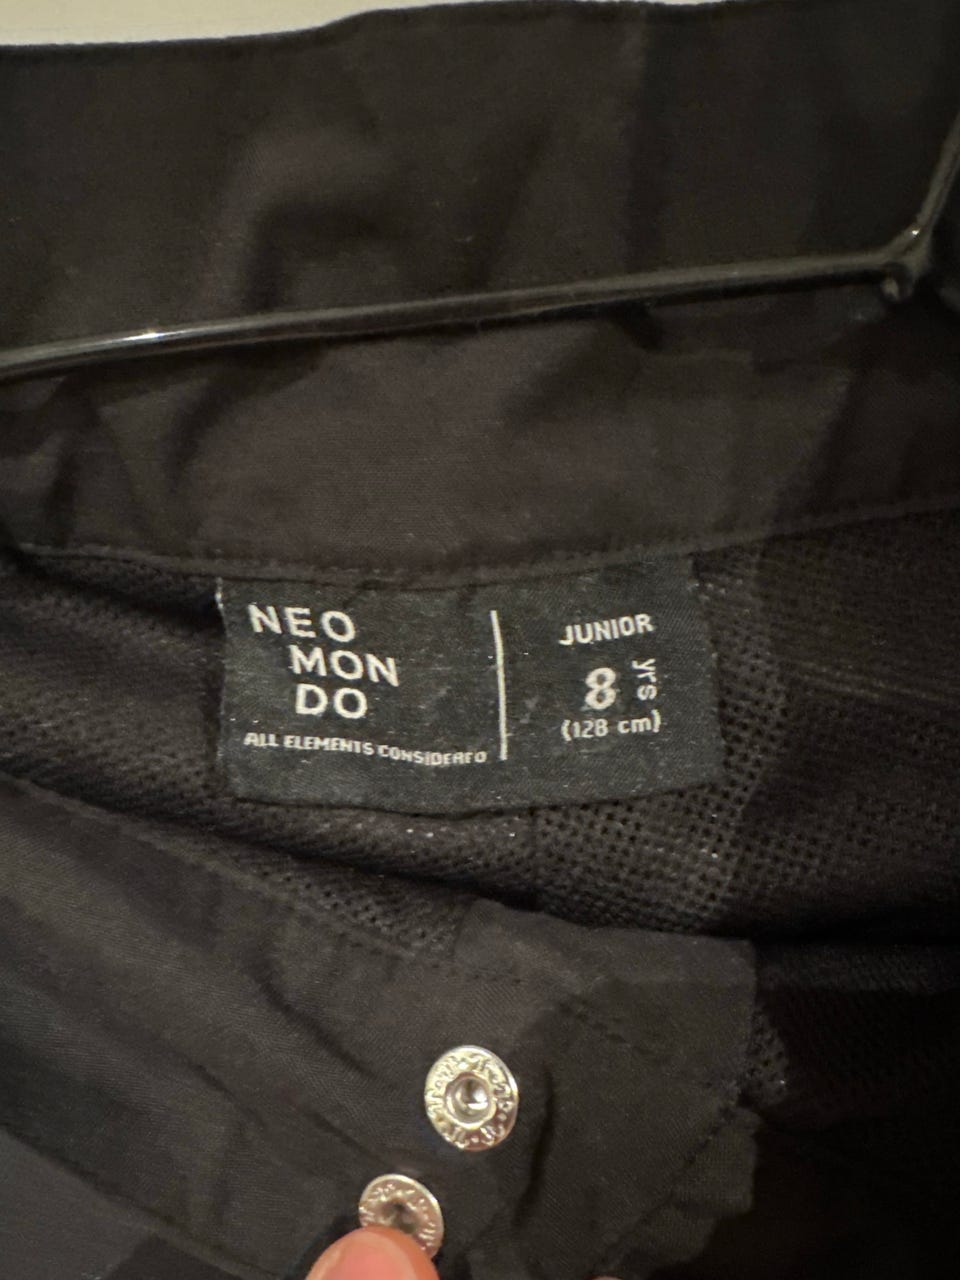 NEO
MON
DO
ALL ELEMENTS CONSIDERED
JUNIOR
8 yrs
(128 cm)